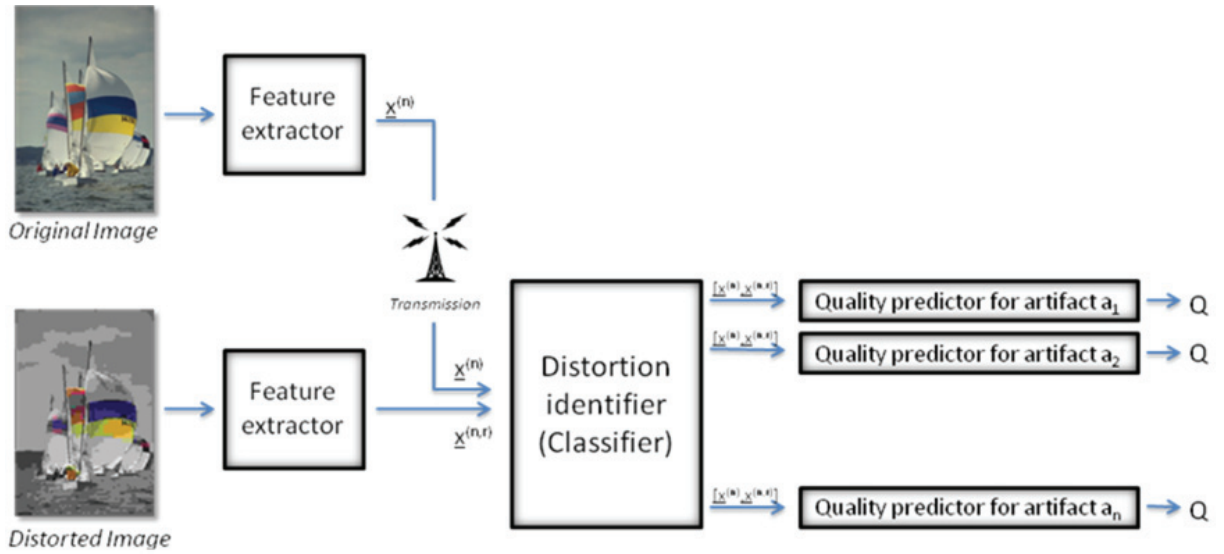 Original Image
Feature
extractor
x⁽ⁿ⁾
Transmission
Distorted Image
Feature
extractor
x⁽ⁿ⁾
x⁽ⁿ,ʳ⁾
Distortion
identifier
(Classifier)
[x⁽ⁿ⁾ x⁽ⁿ,ʳ⁾]
Quality predictor for artifact a₁
Q
[x⁽ⁿ⁾ x⁽ⁿ,ʳ⁾]
Quality predictor for artifact a₂
Q
[x⁽ⁿ⁾ x⁽ⁿ,ʳ⁾]
Quality predictor for artifact aₙ
Q